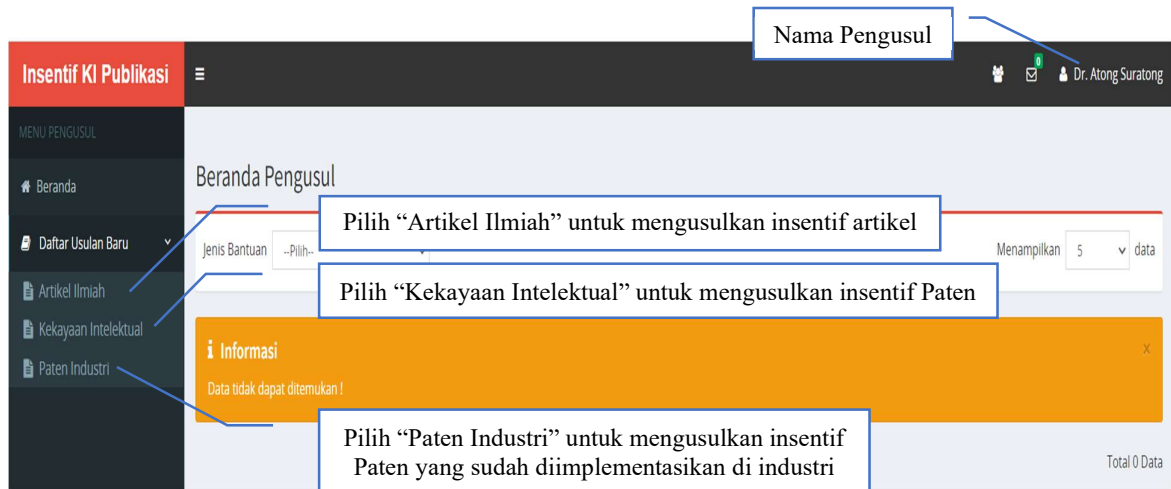 Nama Pengusul
Insentif KI Publikasi
0
Dr. Atong Suratong
MENU PENGUSUL
Beranda
Beranda Pengusul
Pilih “Artikel Ilmiah” untuk mengusulkan insentif artikel
Daftar Usulan Baru
Jenis Bantuan --Pilih--
Menampilkan 5 data
Artikel Ilmiah
Pilih “Kekayaan Intelektual” untuk mengusulkan insentif Paten
Kekayaan Intelektual
Paten Industri
i Informasi
X
Data tidak dapat ditemukan !
Pilih “Paten Industri” untuk mengusulkan insentif
Paten yang sudah diimplementasikan di industri
Total 0 Data